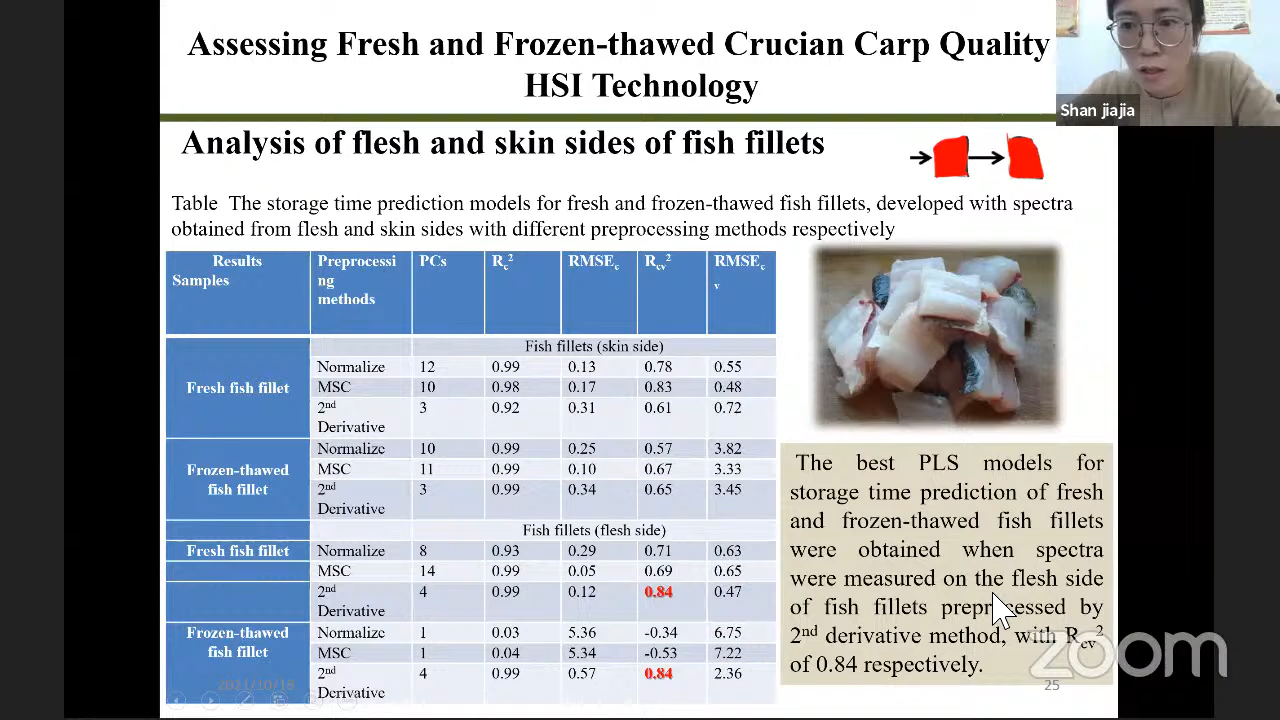 Assessing Fresh and Frozen-thawed Crucian Carp Quality
HSI Technology
Shan jiajia
Analysis of flesh and skin sides of fish fillets
Table The storage time prediction models for fresh and frozen-thawed fish fillets, developed with spectra
obtained from flesh and skin sides with different preprocessing methods respectively
Results Samples Preprocessi ng methods PCs Rc2 RMSEc Rcv2 RMSEc v
Fish fillets (skin side)
Fresh fish fillet
Normalize 12 0.99 0.13 0.78 0.55
MSC 10 0.98 0.17 0.83 0.48
2nd Derivative 3 0.92 0.31 0.61 0.72
Frozen-thawed fish fillet
Normalize 10 0.99 0.25 0.57 3.82
MSC 11 0.99 0.10 0.67 3.33
2nd Derivative 3 0.99 0.34 0.65 3.45
Fish fillets (flesh side)
Fresh fish fillet Normalize 8 0.93 0.29 0.71 0.63
MSC 14 0.99 0.05 0.69 0.65
2nd Derivative 4 0.99 0.12 0.84 0.47
Frozen-thawed fish fillet
Normalize 1 0.03 5.36 -0.34 6.75
MSC 1 0.04 5.34 -0.53 7.22
2nd Derivative 4 0.99 0.57 0.84 2.36
The best PLS models for
storage time prediction of fresh
and frozen-thawed fish fillets
were obtained when spectra
were measured on the flesh side
of fish fillets preprocessed by
2nd derivative method, with Rcv2
of 0.84 respectively.
zoom
2021/10/18
25